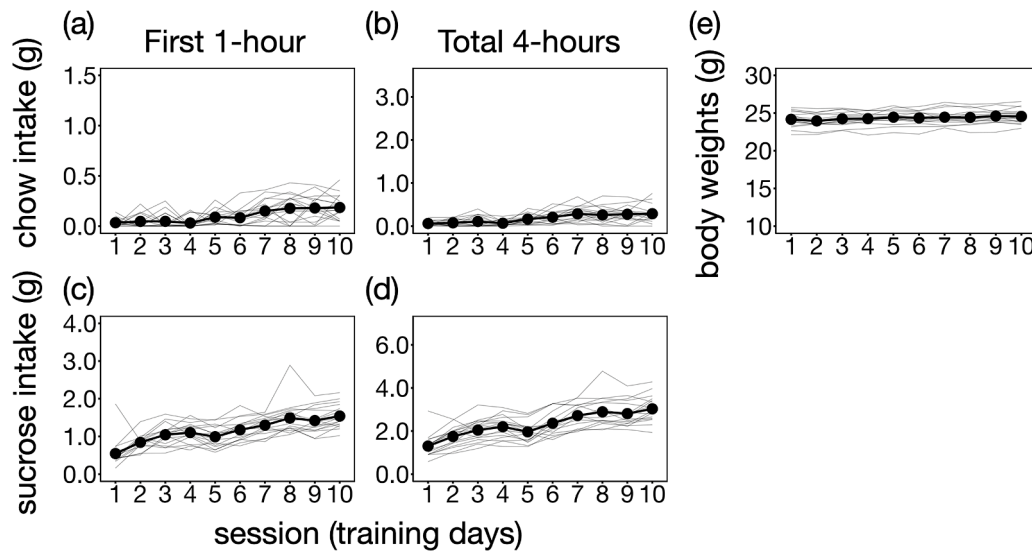 (a) First 1-hour (b) Total 4-hours (e)
chow intake (g)
1.5
1.0
0.5
0.0
1 2 3 4 5 6 7 8 9 10
3.0
2.0
1.0
0.0
1 2 3 4 5 6 7 8 9 10
body weights (g)
30
25
20
15
10
1 2 3 4 5 6 7 8 9 10
(c) (d)
sucrose intake (g)
4.0
3.0
2.0
1.0
0.0
1 2 3 4 5 6 7 8 9 10
6.0
4.0
2.0
0.0
1 2 3 4 5 6 7 8 9 10
session (training days)